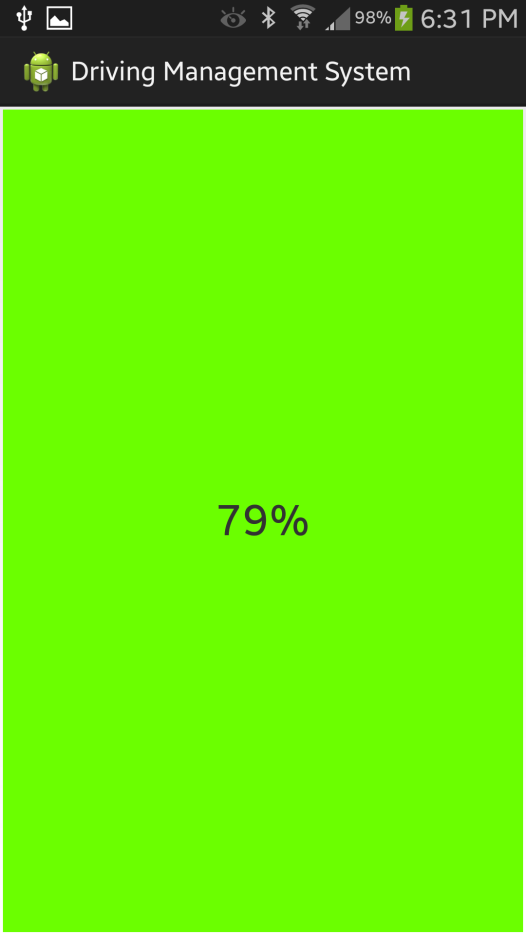 98% 6:31 PM
Driving Management System
79%